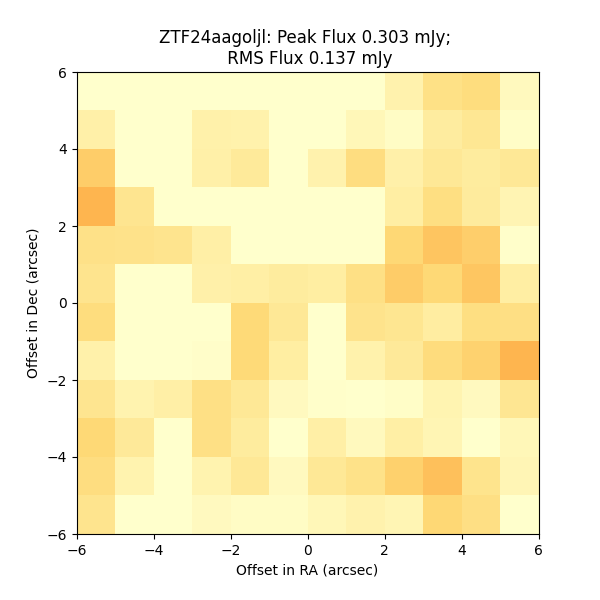 ZTF24aagoljl: Peak Flux 0.303 mJy;
RMS Flux 0.137 mJy
6
4
2
0
−2
−4
−6
Offset in Dec (arcsec)
−6 −4 −2 0 2 4 6
Offset in RA (arcsec)